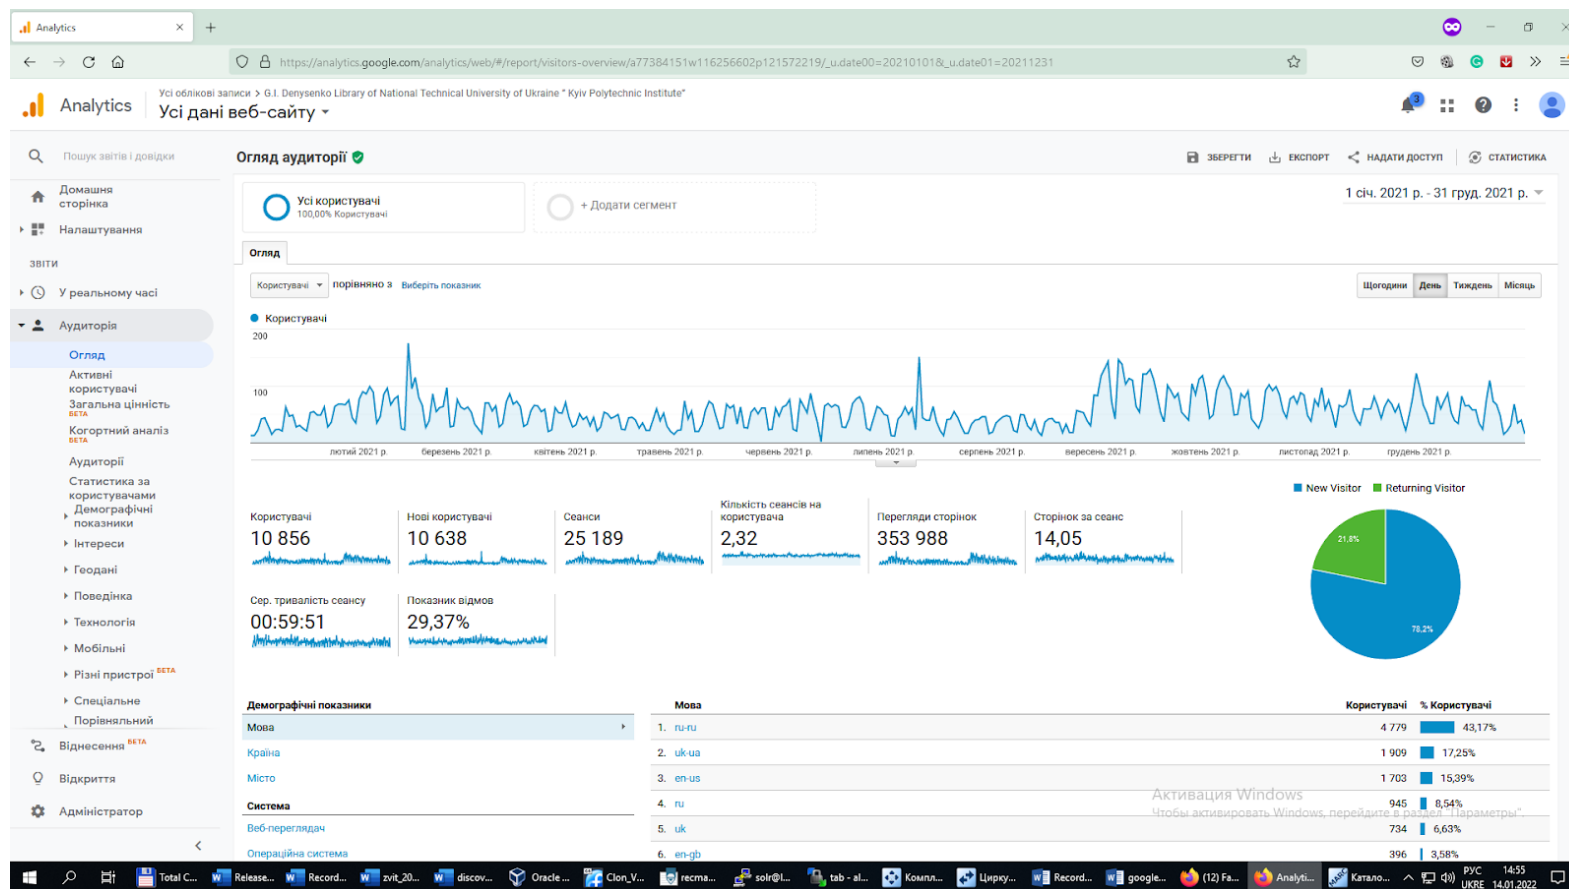 Analytics
https://analytics.google.com/analytics/web/#/report/visitors-overview/a77384151w116256602p121572219/_u.date00=20210101&_u.date01=20211231
Analytics
Усі облікові записи > G.I. Denysenko Library of National Technical University of Ukraine " Kyiv Polytechnic Institute"
Усі дані веб-сайту
3
Пошук звітів і довідки
Домашня
сторінка
Налаштування
ЗВІТИ
У реальному часі
Аудиторія
Огляд
Активні
користувачі
Загальна цінність
БЕТА
Когортний аналіз
БЕТА
Аудиторії
Статистика за
користувачами
Демографічні
показники
Інтереси
Геодані
Поведінка
Технологія
Мобільні
Різні пристрої БЕТА
Спеціальне
Порівняльний
Віднесення БЕТА
Відкриття
Адміністратор
Огляд аудиторії
ЗБЕРЕГТИ ЕКСПОРТ НАДАТИ ДОСТУП СТАТИСТИКА
Усі користувачі
100,00% Користувачі
+ Додати сегмент
1 січ. 2021 р. - 31 груд. 2021 р.
Огляд
Користувачі порівняно з Виберіть показник
Щогодини День Тиждень Місяць
Користувачі
200
100
лютий 2021 р. березень 2021 р. квітень 2021 р. травень 2021 р. червень 2021 р. липень 2021 р. серпень 2021 р. вересень 2021 р. жовтень 2021 р. листопад 2021 р. грудень 2021 р.
New Visitor Returning Visitor
21,8%
78,2%
Користувачі
10 856
Нові користувачі
10 638
Сеанси
25 189
Кількість сеансів на
користувача
2,32
Перегляди сторінок
353 988
Сторінок за сеанс
14,05
Сер. тривалість сеансу
00:59:51
Показник відмов
29,37%
Демографічні показники
Мова
Країна
Місто
Система
Веб-переглядач
Операційна система
Мова Користувачі % Користувачі
1. ru-ru 4 779 43,17%
2. uk-ua 1 909 17,25%
3. en-us 1 703 15,39%
4. ru 945 8,54%
5. uk 734 6,63%
6. en-gb 396 3,58%
Активация Windows
Чтобы активировать Windows, перейдите в раздел "Параметры".
Total C... Release... Record... zvit_20... discov... Oracle ... Clon_V... recma... solr@l... tab - al... Компл... Цирку... Record... google... (12) Fa... Analyti... Катало...
РУС 14:55
UKRE 14.01.2022